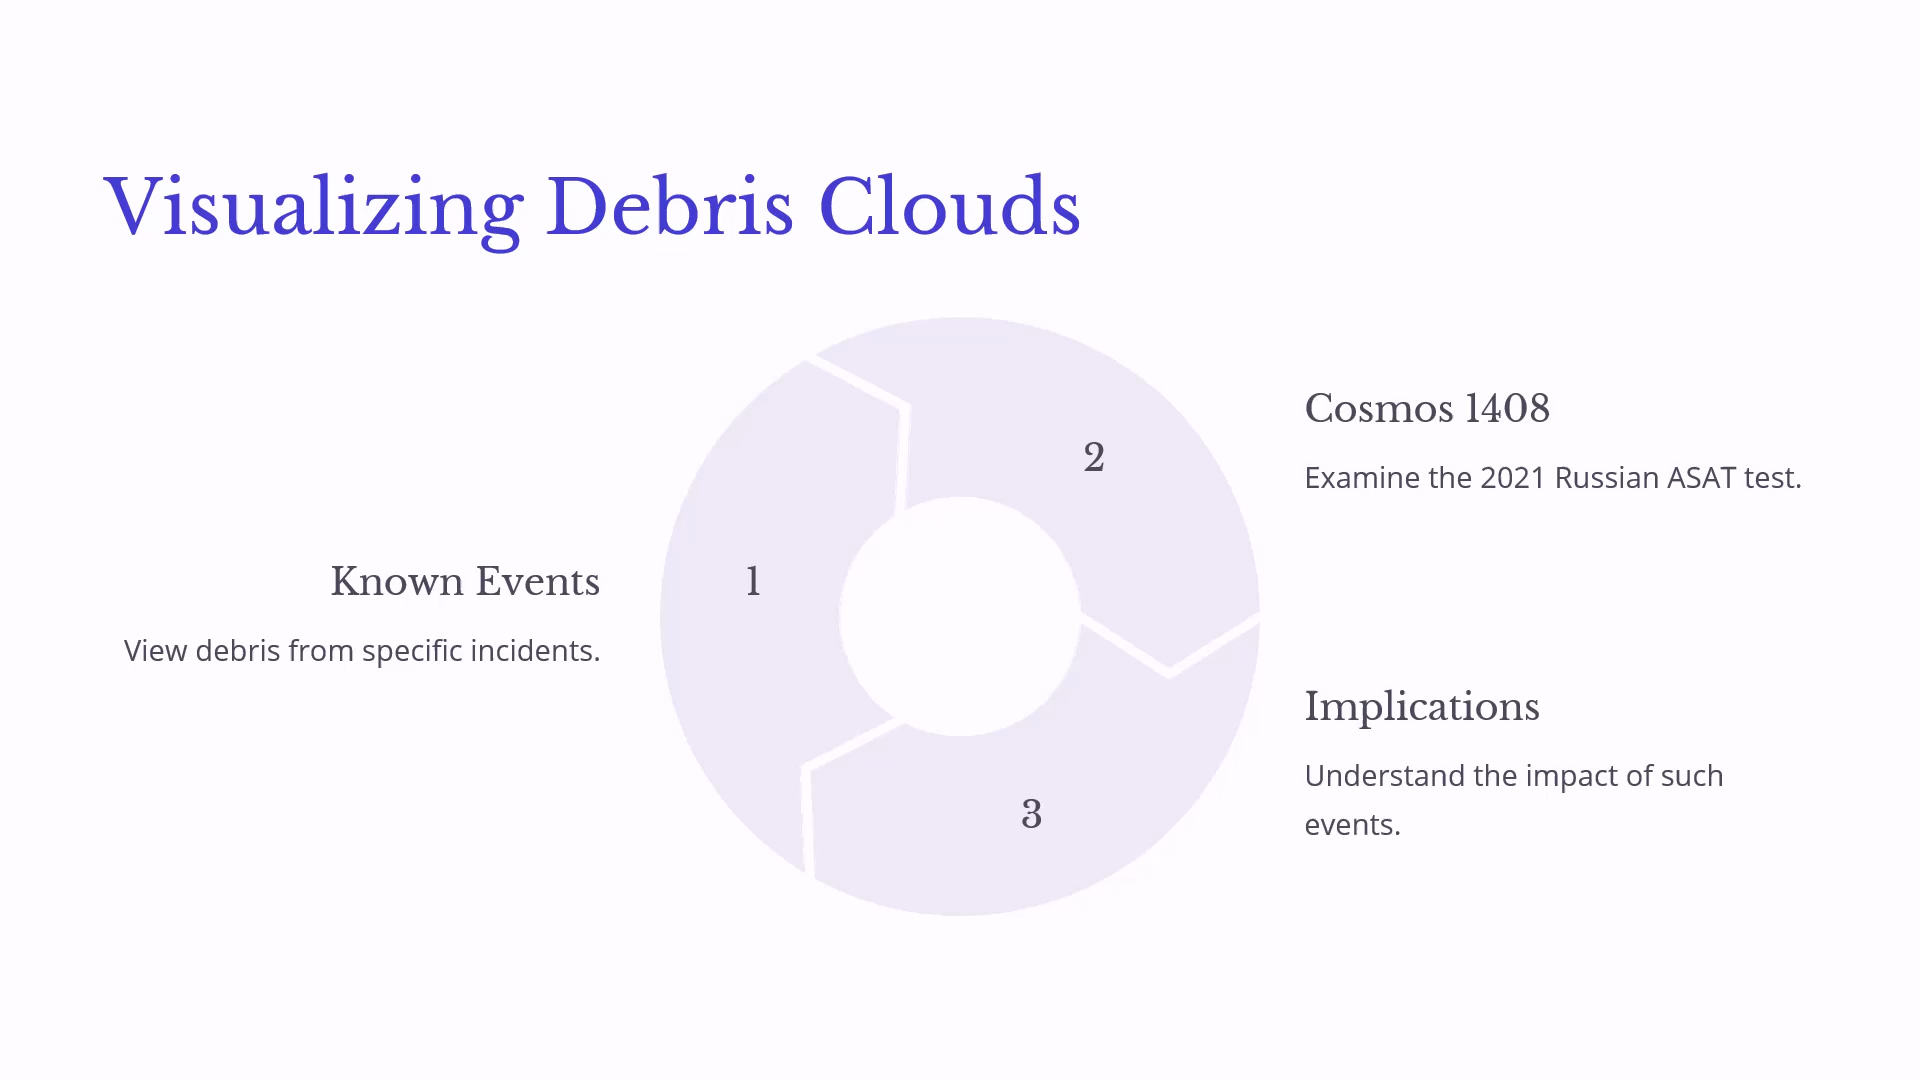 Visualizing Debris Clouds
1
Known Events
View debris from specific incidents.
2
Cosmos 1408
Examine the 2021 Russian ASAT test.
3
Implications
Understand the impact of such
events.